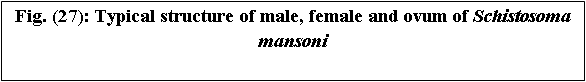 Fig. (27): Typical structure of male, female and ovum of Schistosoma
mansoni